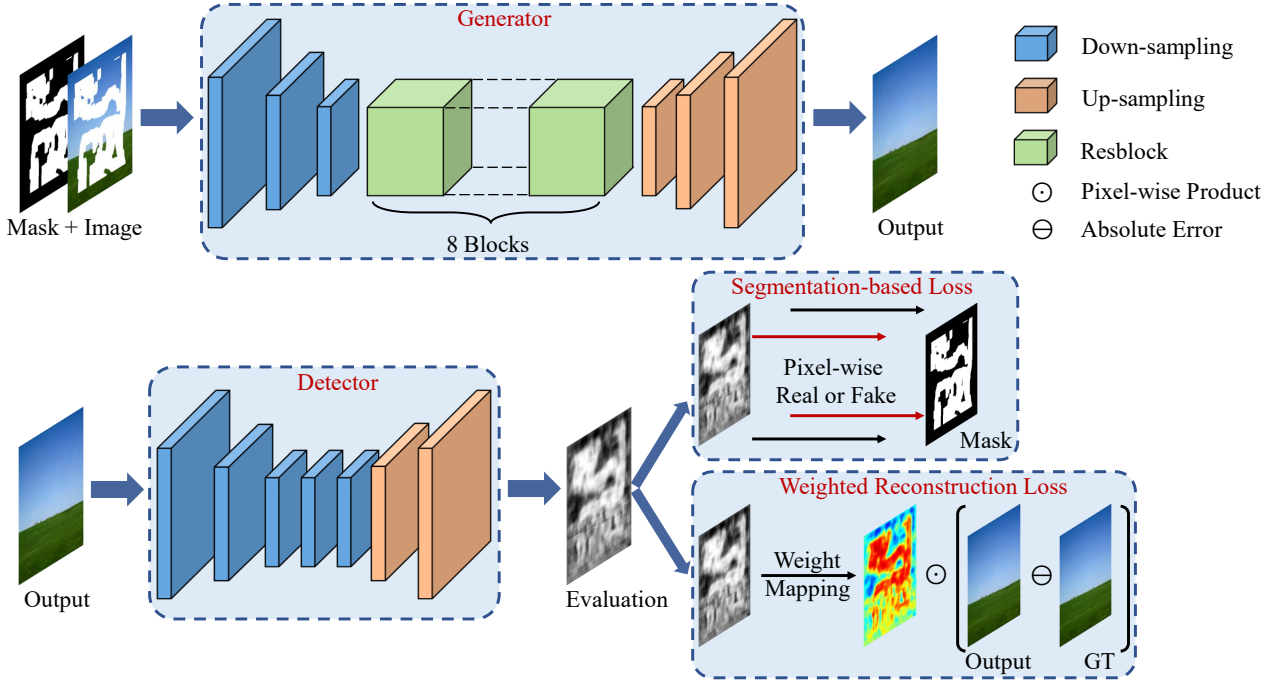 Generator
Mask + Image
8 Blocks
Output
Down-sampling
Up-sampling
Resblock
Pixel-wise Product
Absolute Error
Detector
Output
Evaluation
Segmentation-based Loss
Pixel-wise
Real or Fake
Mask
Weighted Reconstruction Loss
Weight
Mapping
Output
GT